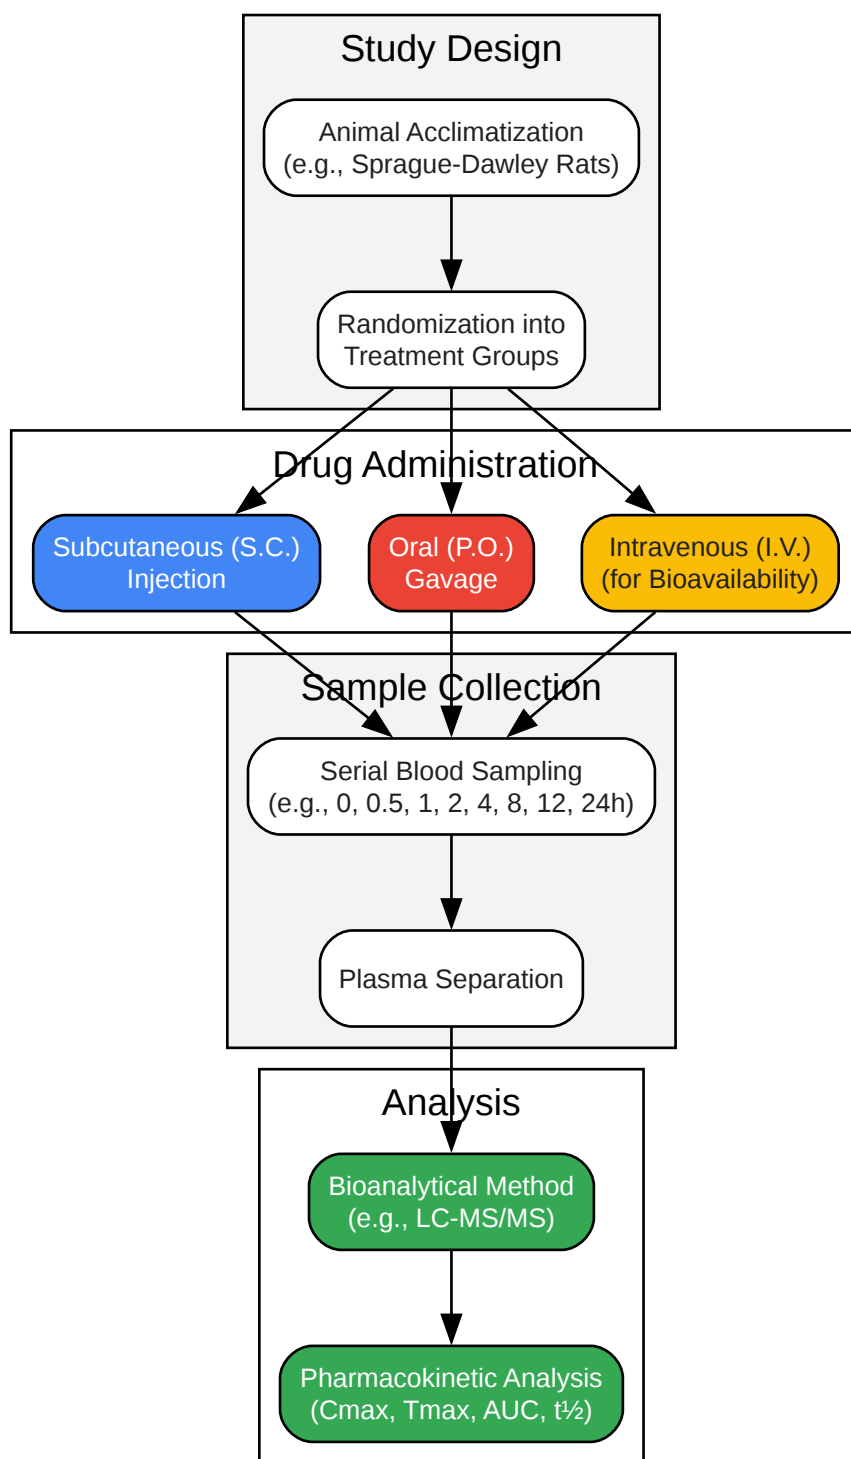 Study Design
Animal Acclimatization
(e.g., Sprague-Dawley Rats)
Randomization into
Treatment Groups
Drug Administration
Subcutaneous (S.C.)
Injection
Oral (P.O.)
Gavage
Intravenous (I.V.)
(for Bioavailability)
Sample Collection
Serial Blood Sampling
(e.g., 0, 0.5, 1, 2, 4, 8, 12, 24h)
Plasma Separation
Analysis
Bioanalytical Method
(e.g., LC-MS/MS)
Pharmacokinetic Analysis
(Cmax, Tmax, AUC, t½)